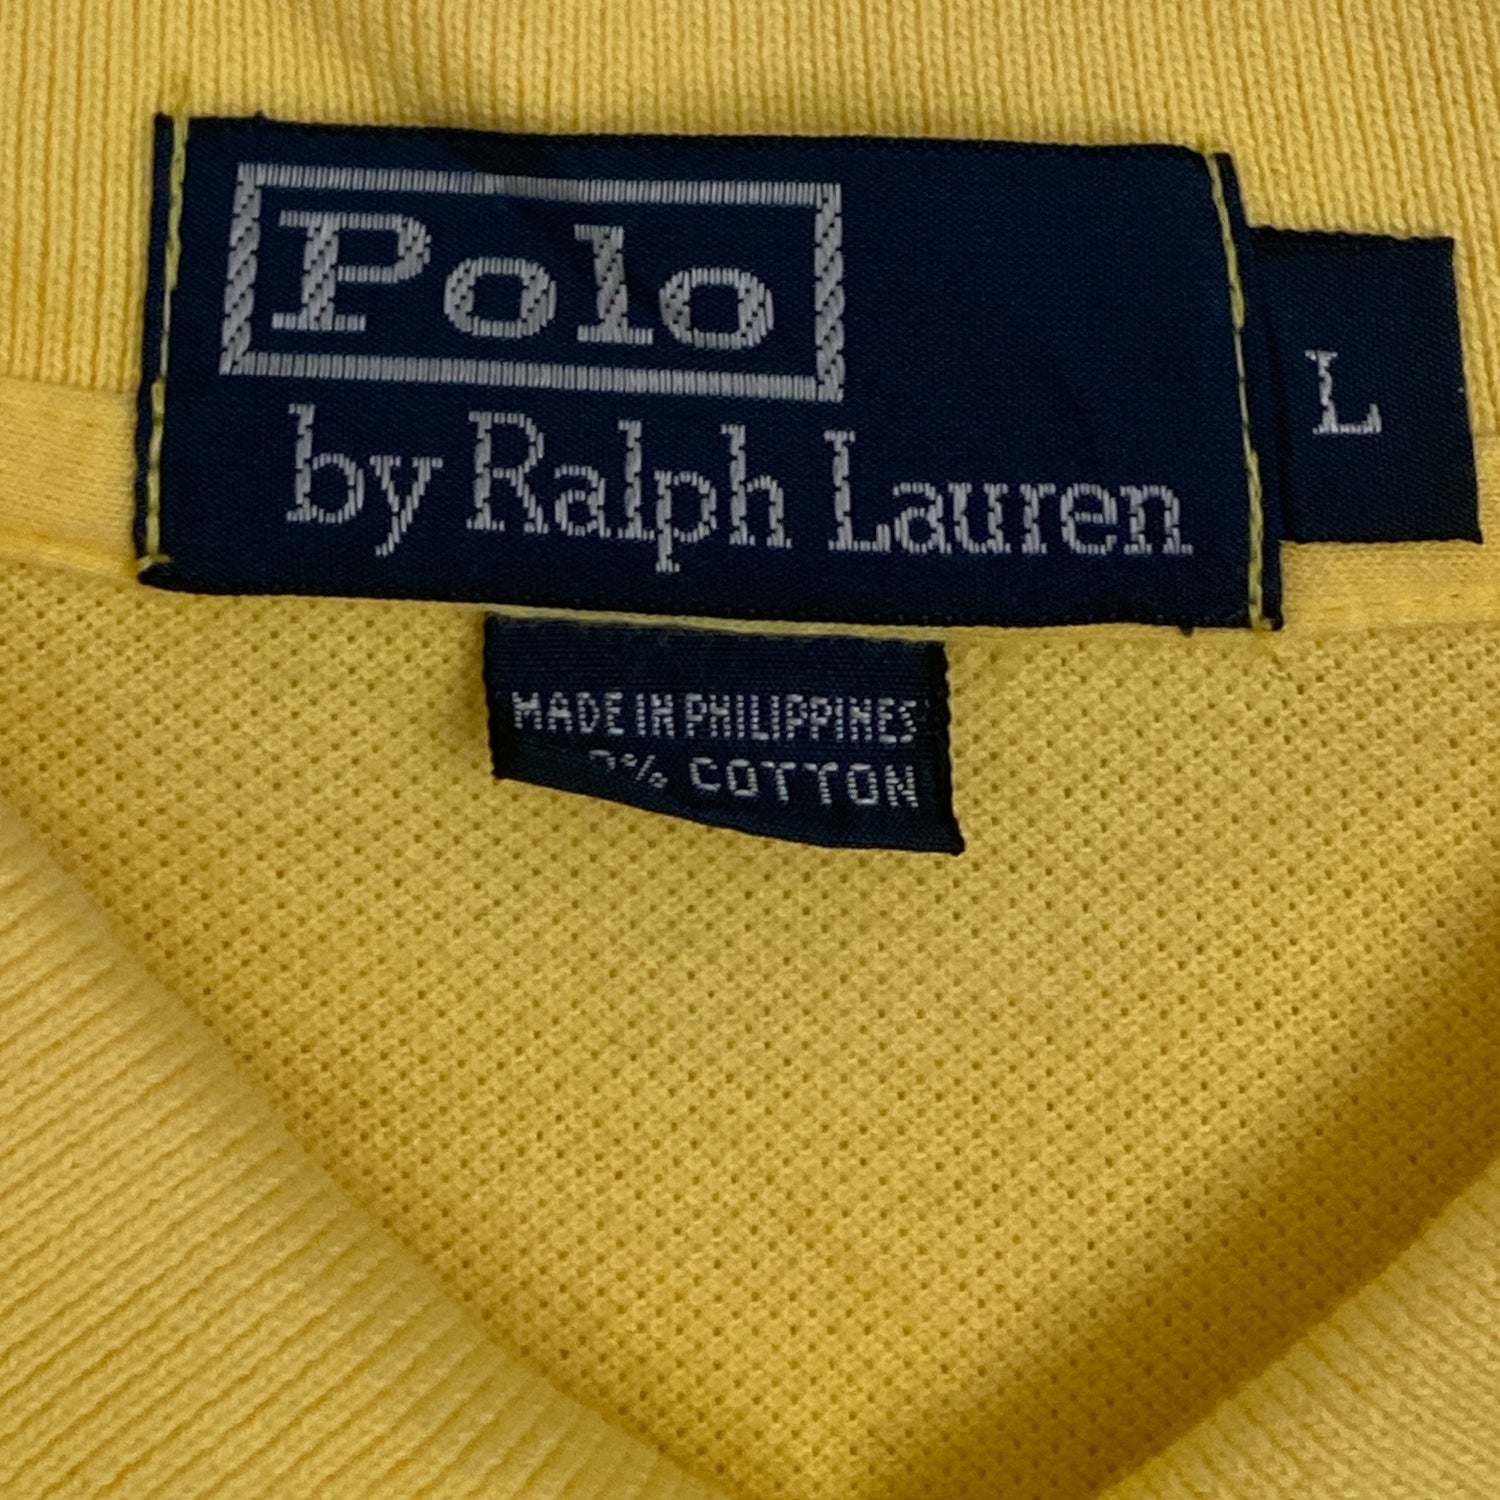 Polo
by Ralph Lauren
L
MADE IN PHILIPPINES
% COTTON